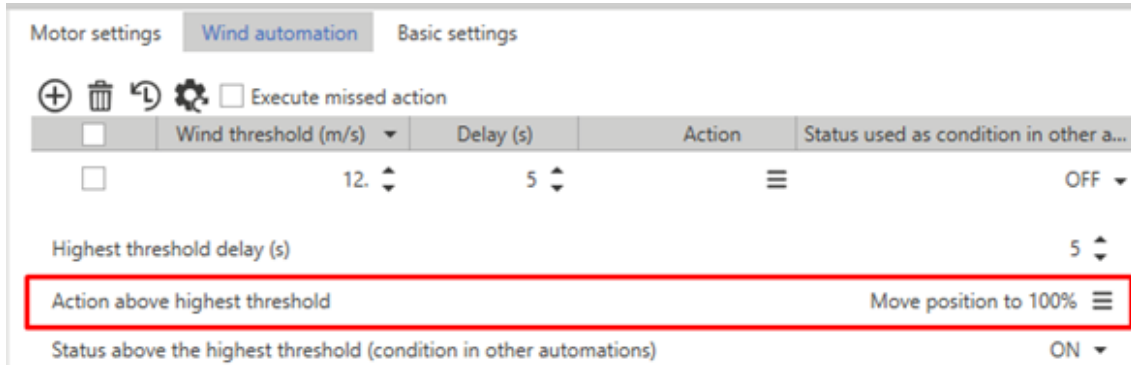 Motor settings Wind automation Basic settings
Execute missed action
Wind threshold (m/s) Delay (s) Action Status used as condition in other a...
12. 5 OFF
Highest threshold delay (s) 5
Action above highest threshold Move position to 100%
Status above the highest threshold (condition in other automations) ON